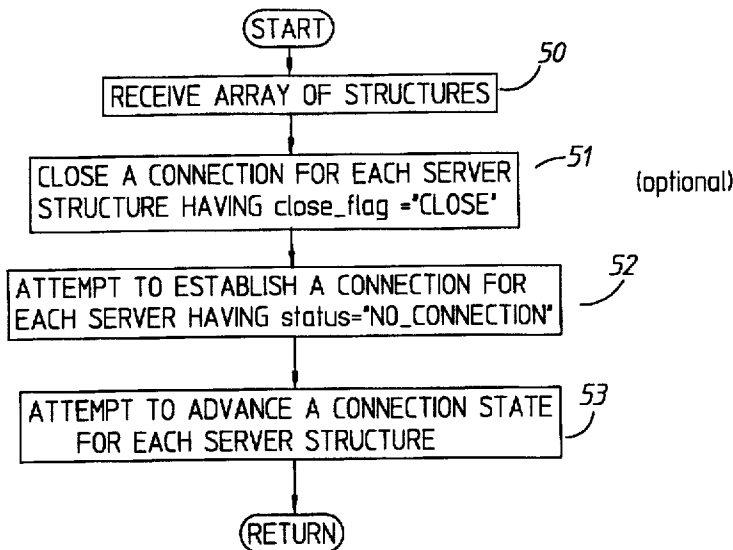 START
50
RECEIVE ARRAY OF STRUCTURES
51
CLOSE A CONNECTION FOR EACH SERVER
STRUCTURE HAVING close_flag ="CLOSE"
(optional)
52
ATTEMPT TO ESTABLISH A CONNECTION FOR
EACH SERVER HAVING status="NO_CONNECTION"
53
ATTEMPT TO ADVANCE A CONNECTION STATE
FOR EACH SERVER STRUCTURE
RETURN